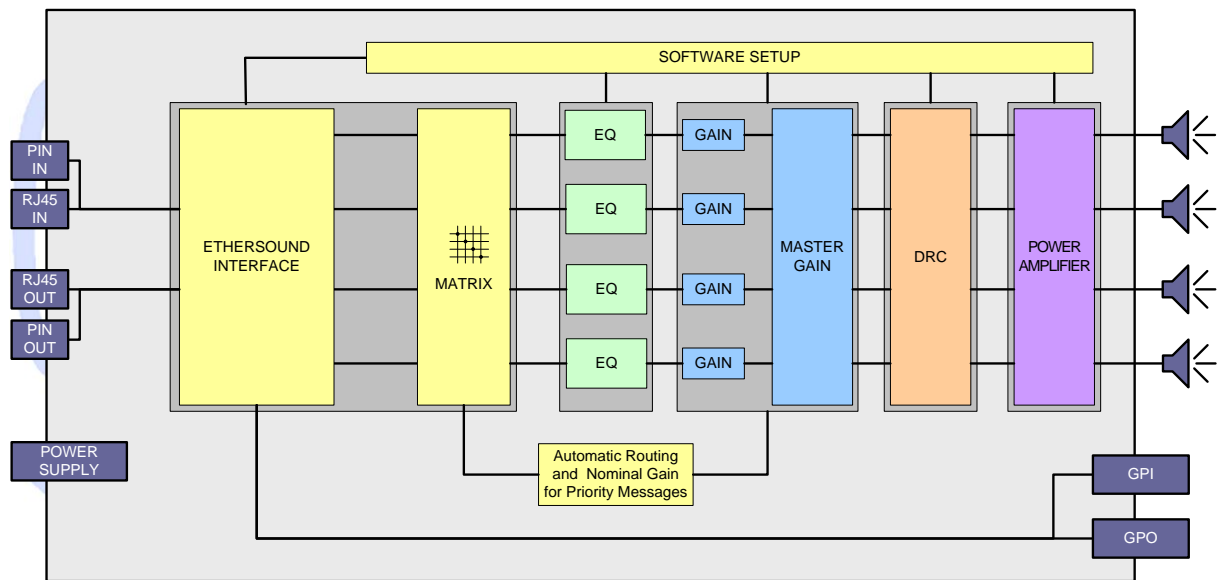 SOFTWARE SETUP
PIN
IN
RJ45
IN
RJ45
OUT
PIN
OUT
POWER
SUPPLY
ETHERSOUND
INTERFACE
MATRIX
EQ
EQ
EQ
EQ
GAIN
GAIN
GAIN
GAIN
MASTER
GAIN
DRC
POWER
AMPLIFIER
Automatic Routing
and Nominal Gain
for Priority Messages
GPI
GPO